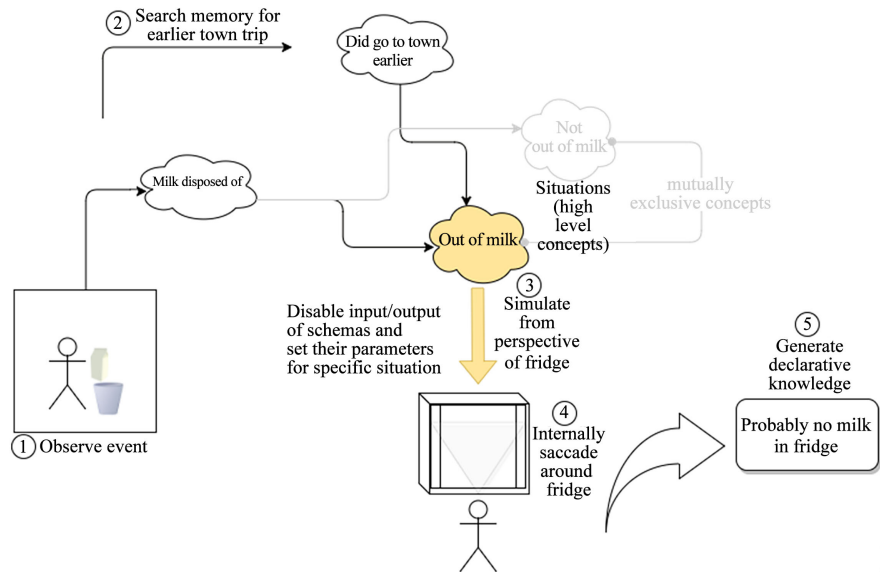 ② Search memory for
earlier town trip
Did go to town
earlier
Not
out of milk
Milk disposed of
Situations
(high
level
concepts)
mutually
exclusive concepts
Out of milk
③
Simulate
from
perspective
of fridge
Disable input/output
of schemas and
set their parameters
for specific situation
① Observe event
④
Internally
saccade
around
fridge
⑤
Generate
declarative
knowledge
Probably no milk
in fridge